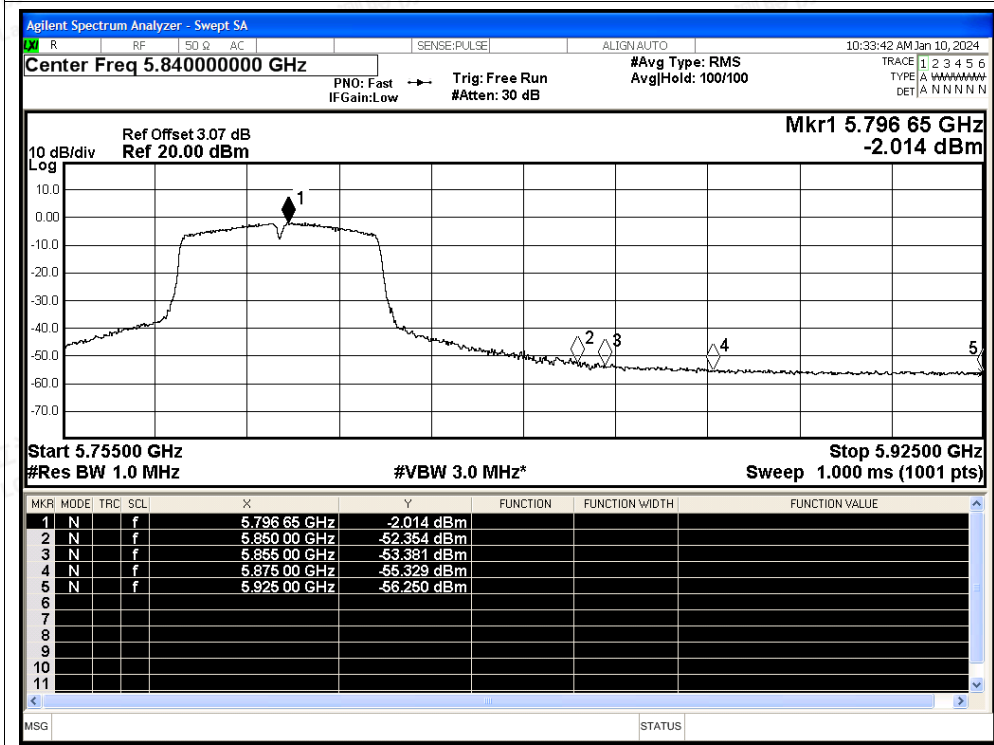 Agilent Spectrum Analyzer - Swept SA
LXI R RF 50 Ω AC SENSE:PULSE ALIGN AUTO 10:33:42 AM Jan 10, 2024
Center Freq 5.840000000 GHz #Avg Type: RMS TRACE 1 2 3 4 5 6
PNO: Fast Trig: Free Run Avg|Hold: 100/100 TYPE A WWWWW
IFGain:Low #Atten: 30 dB DET A N N N N N
Mkr1 5.796 65 GHz
Ref Offset 3.07 dB
10 dB/div Ref 20.00 dBm -2.014 dBm
Log
10.0
1
0.00
-10.0
-20.0
-30.0
-40.0
2 3 4 5
-50.0
-60.0
-70.0
Start 5.75500 GHz Stop 5.92500 GHz
#Res BW 1.0 MHz #VBW 3.0 MHz* Sweep 1.000 ms (1001 pts)
MKR MODE TRC SCL X Y FUNCTION FUNCTION WIDTH FUNCTION VALUE
1 N f 5.796 65 GHz -2.014 dBm
2 N f 5.850 00 GHz -52.354 dBm
3 N f 5.855 00 GHz -53.381 dBm
4 N f 5.875 00 GHz -55.329 dBm
5 N f 5.925 00 GHz -56.250 dBm
6
7
8
9
10
11
MSG STATUS